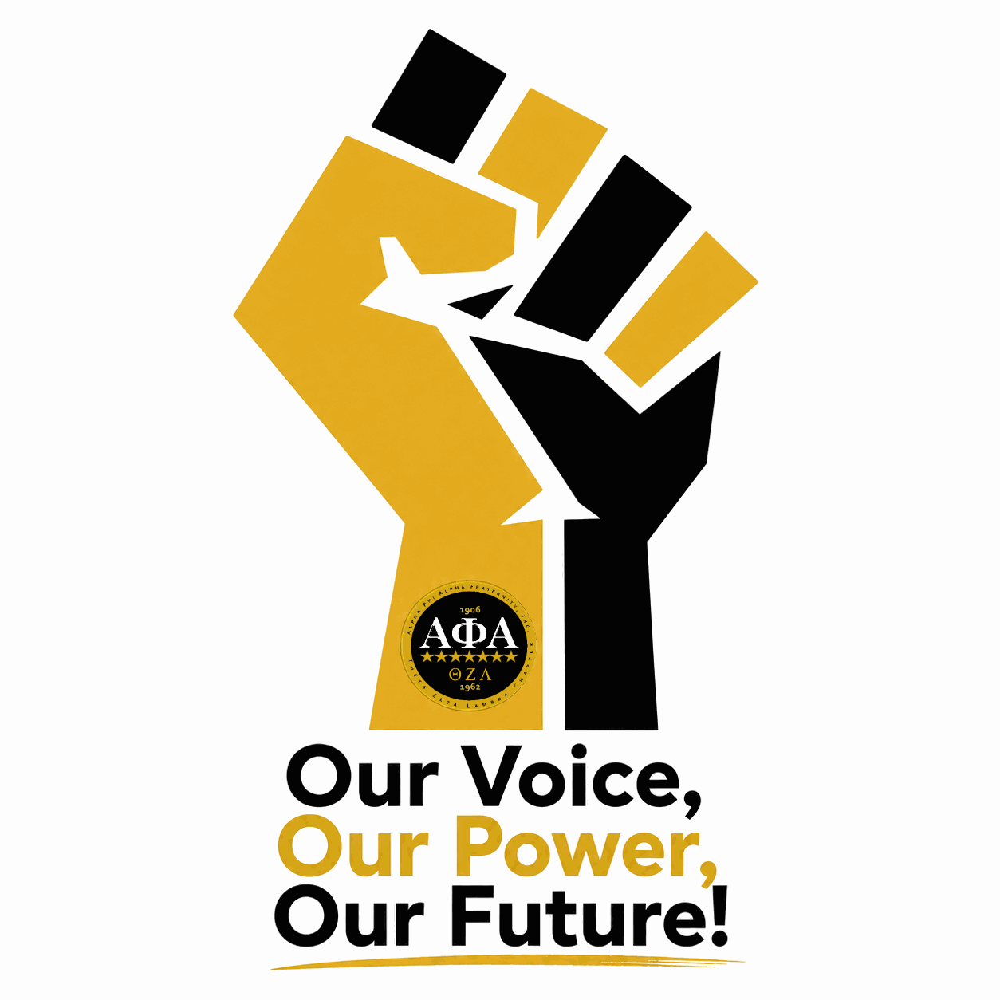 Alpha Phi Alpha Fraternity, Inc.
1906
ΑΦΑ
ΘΖΛ
1962
Theta Zeta Lambda Chapter
Our Voice,
Our Power,
Our Future!